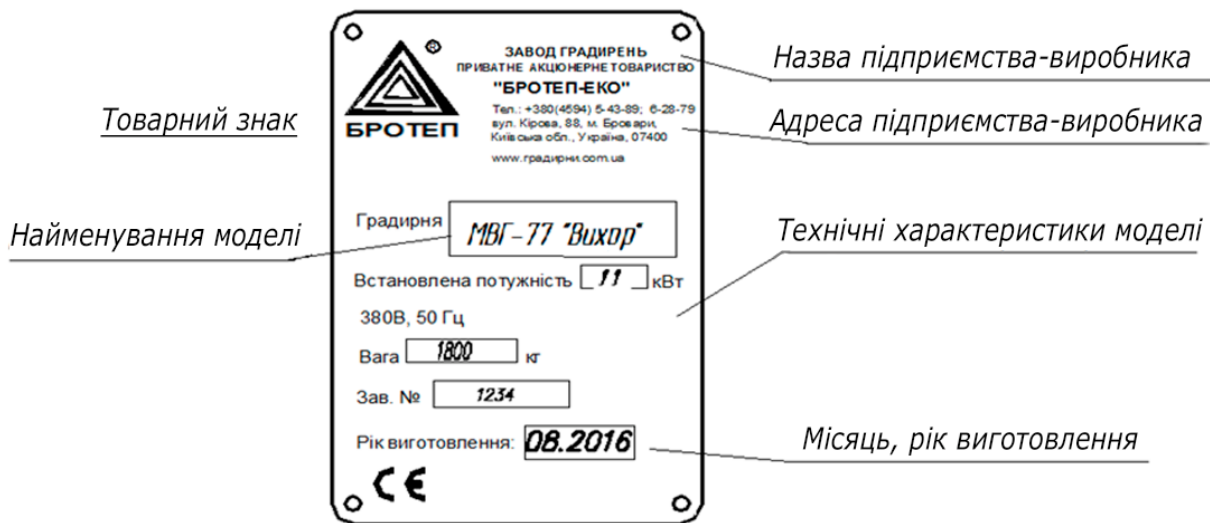 ЗАВОД ГРАДИРЕНЬ
ПРИВАТНЕ АКЦІОНЕРНЕ ТОВАРИСТВО
"БРОТЕП-ЕКО"
Тел.: +380(4594) 5-43-89; 6-28-79
вул. Кірова, 88, м. Бровари,
Київська обл., Україна, 07400
www.градирни.com.ua
®
БРОТЕП
Назва підприємства-виробника
Товарний знак
Адреса підприємства-виробника
Градирня МВГ-77 "Вихор"
Найменування моделі
Технічні характеристики моделі
Встановлена потужність 11 кВт
380В, 50 Гц
Вага 1800 кг
Зав. № 1234
Рік виготовлення: 08.2016
Місяць, рік виготовлення
CE